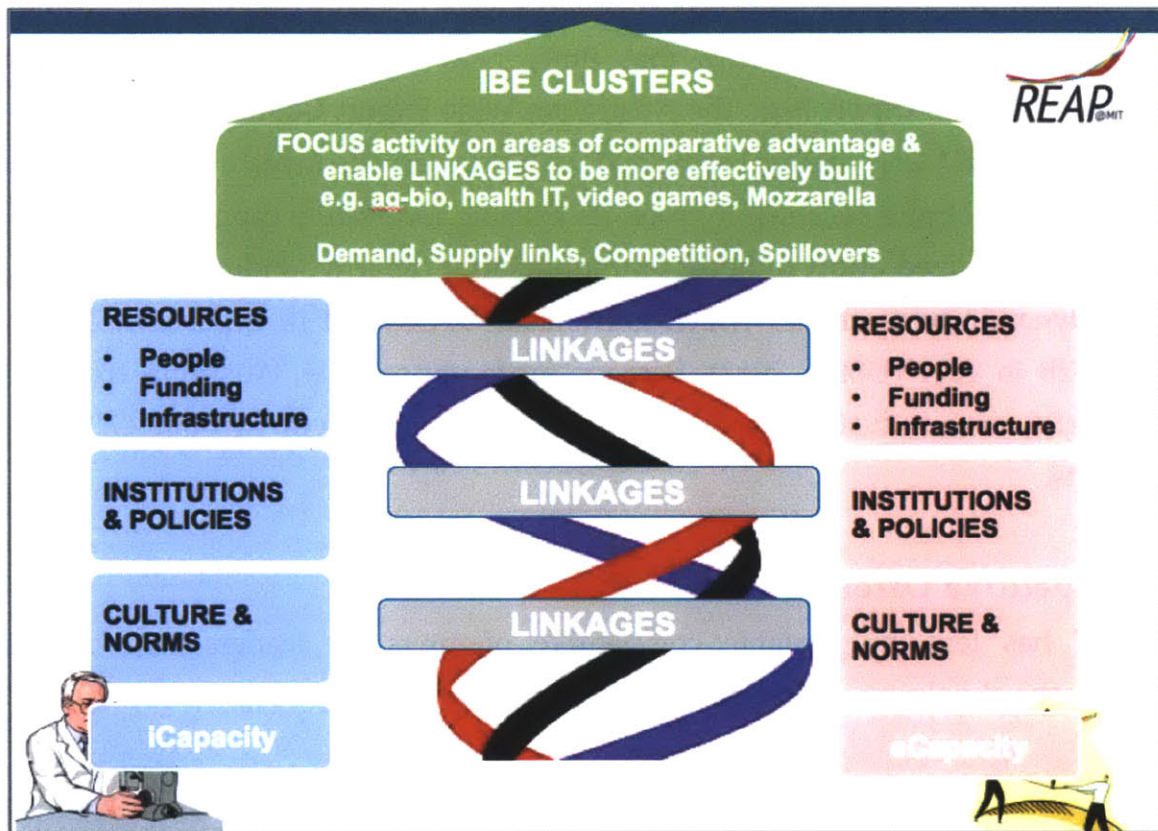 IBE CLUSTERS
REAP@MIT
FOCUS activity on areas of comparative advantage &
enable LINKAGES to be more effectively built
e.g. ag-bio, health IT, video games, Mozzarella
Demand, Supply links, Competition, Spillovers
RESOURCES
• People
• Funding
• Infrastructure
INSTITUTIONS
& POLICIES
CULTURE &
NORMS
iCapacity
LINKAGES
LINKAGES
LINKAGES
RESOURCES
• People
• Funding
• Infrastructure
INSTITUTIONS
& POLICIES
CULTURE &
NORMS
eCapacity